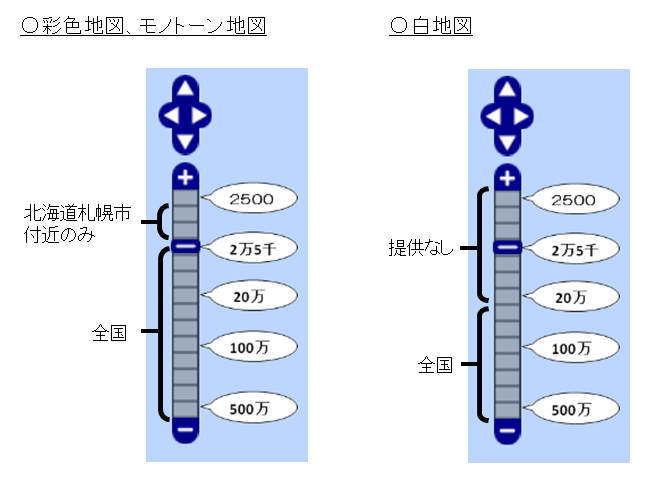 ○彩色地図、モノトーン地図
○白地図
+
2500
北海道札幌市
付近のみ
2万5千
20万
全国
100万
500万
−
+
2500
提供なし
2万5千
20万
100万
全国
500万
−